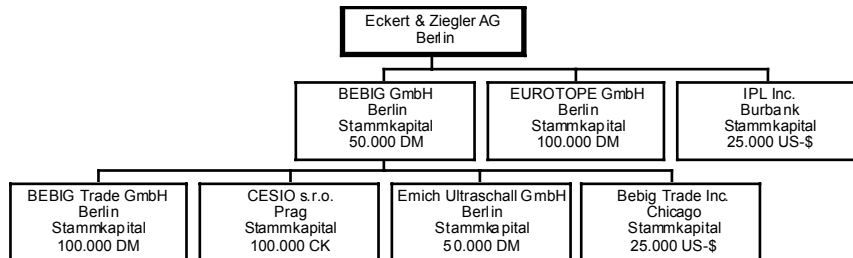 Eckert & Ziegler AG
Berlin
BEBIG GmbH
Berlin
Stammkapital
50.000 DM
EUROTOPE GmbH
Berlin
Stammkapital
100.000 DM
IPL Inc.
Burbank
Stammkapital
25.000 US-$
BEBIG Trade GmbH
Berlin
Stammkapital
100.000 DM
CESIO s.r.o.
Prag
Stammkapital
100.000 CK
Emich Ultraschall GmbH
Berlin
Stammkapital
50.000 DM
Bebig Trade Inc.
Chicago
Stammkapital
25.000 US-$